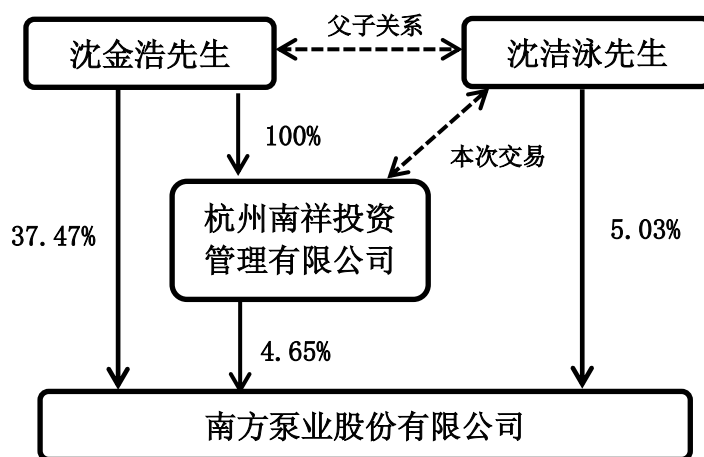 父子关系
沈金浩先生
沈洁泳先生
100%
本次交易
杭州南祥投资
管理有限公司
37.47%
5.03%
4.65%
南方泵业股份有限公司